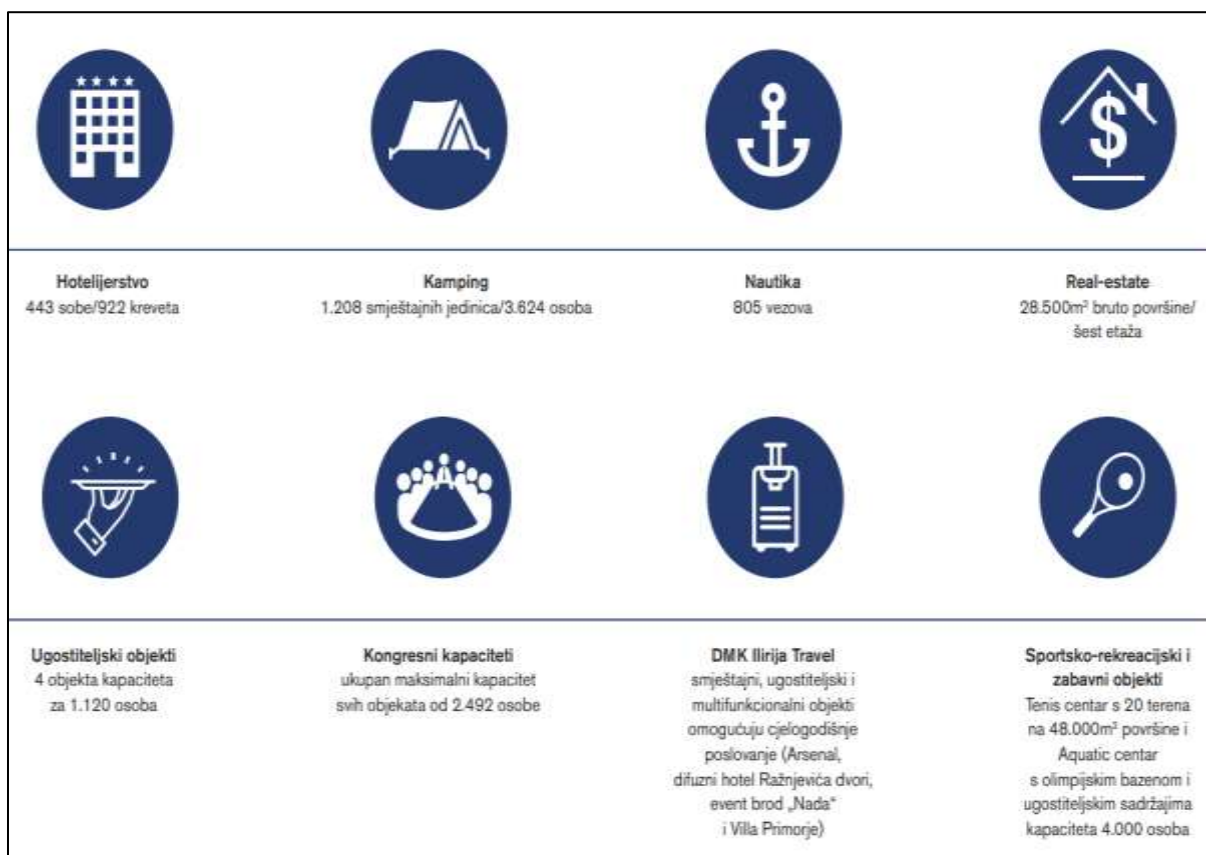 Hotelijerstvo
443 sobe/922 kreveta
Kamping
1.208 smještajnih jedinica/3.624 osoba
Nautika
805 vezova
Real-estate
28.500m² bruto površine/
šest etaža
Ugostiteljski objekti
4 objekta kapaciteta
za 1.120 osoba
Kongresni kapaciteti
ukupan maksimalni kapacitet
svih objekata od 2.492 osobe
DMK Ilirija Travel
smještajni, ugostiteljski i
multifunkcionalni objekti
omogućuju cjelogodišnje
poslovanje (Arsenal,
difuzni hotel Ražnjevića dvori,
event brod „Nada“
i Villa Primorje)
Sportsko-rekreacijski i
zabavni objekti
Tenis centar s 20 terena
na 48.000m² površine i
Aquatic centar
s olimpijskim bazenom i
ugostiteljskim sadržajima
kapaciteta 4.000 osoba